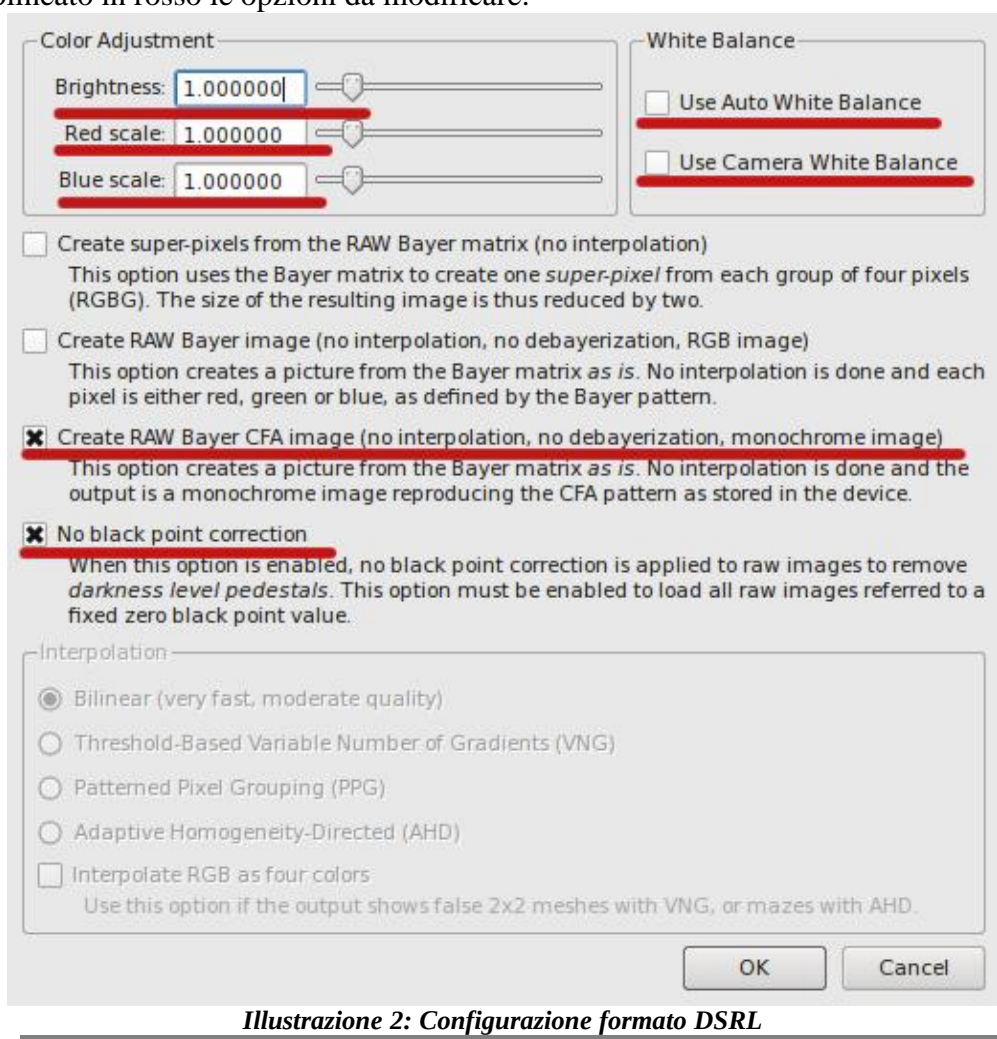 in rosso le opzioni da modificare.
Color Adjustment
White Balance
Brightness: 1.000000
Use Auto White Balance
Red scale: 1.000000
Use Camera White Balance
Blue scale: 1.000000
Create super-pixels from the RAW Bayer matrix (no interpolation)
This option uses the Bayer matrix to create one super-pixel from each group of four pixels
(RGBG). The size of the resulting image is thus reduced by two.
Create RAW Bayer image (no interpolation, no debayerization, RGB image)
This option creates a picture from the Bayer matrix as is. No interpolation is done and each
pixel is either red, green or blue, as defined by the Bayer pattern.
Create RAW Bayer CFA image (no interpolation, no debayerization, monochrome image)
This option creates a picture from the Bayer matrix as is. No interpolation is done and the
output is a monochrome image reproducing the CFA pattern as stored in the device.
No black point correction
When this option is enabled, no black point correction is applied to raw images to remove
darkness level pedestals. This option must be enabled to load all raw images referred to a
fixed zero black point value.
Interpolation
Bilinear (very fast, moderate quality)
Threshold-Based Variable Number of Gradients (VNG)
Patterned Pixel Grouping (PPG)
Adaptive Homogeneity-Directed (AHD)
Interpolate RGB as four colors
Use this option if the output shows false 2x2 meshes with VNG, or mazes with AHD.
OK
Cancel
Illustrazione 2: Configurazione formato DSRL